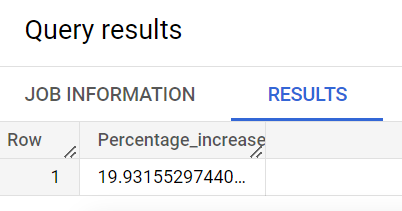 Query results
JOB INFORMATION RESULTS
Row Percentage_increase
1 19.93155297440...